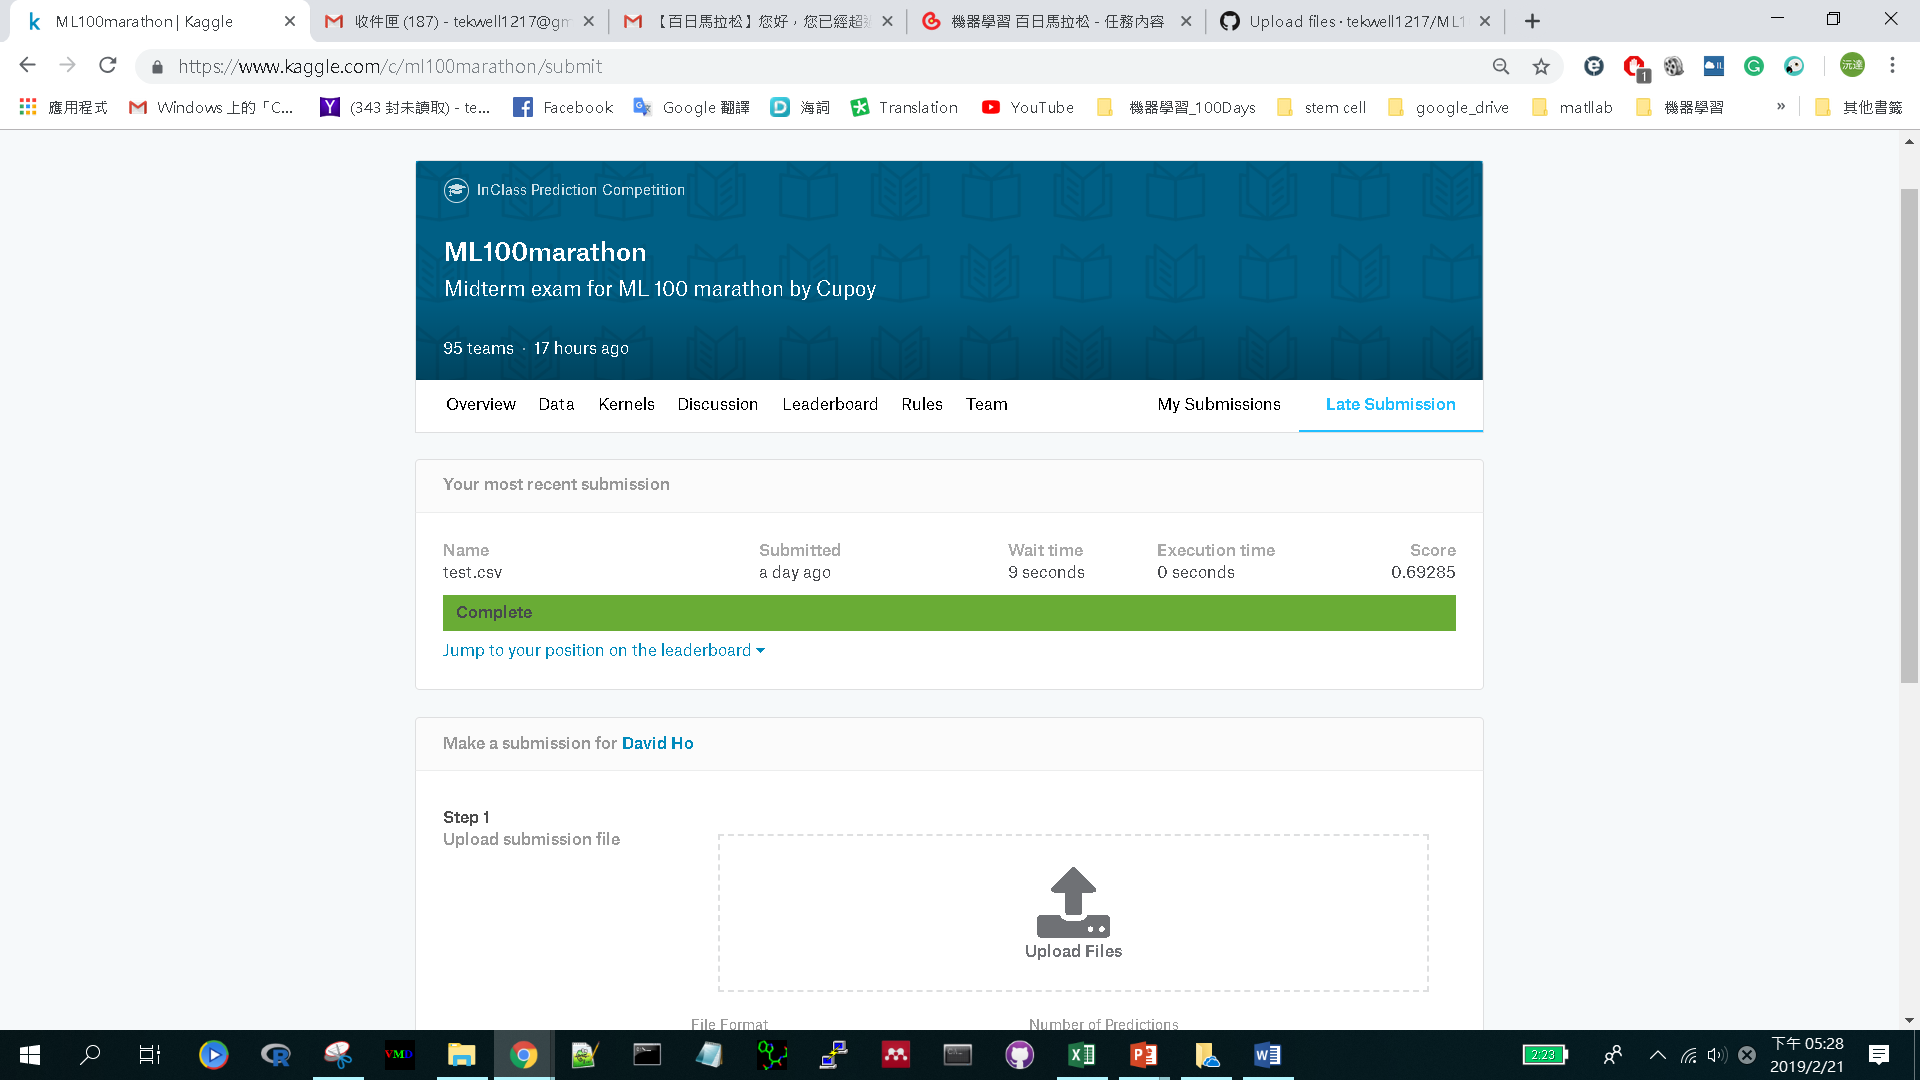 ML100marathon | Kaggle
收件匣 (187) - tekwell1217@gm
【百日馬拉松】您好，您已經超過
機器學習 百日馬拉松 - 任務內容
Upload files · tekwell1217/ML1
https://www.kaggle.com/c/ml100marathon/submit
1
沅達
應用程式
Windows 上的「C...
(343 封未讀取) - te...
Facebook
Google 翻譯
海詞
Translation
YouTube
機器學習_100Days
stem cell
google_drive
matllab
機器學習
»
其他書籤
InClass Prediction Competition
ML100marathon
Midterm exam for ML 100 marathon by Cupoy
95 teams · 17 hours ago
Overview Data Kernels Discussion Leaderboard Rules Team My Submissions Late Submission
Your most recent submission
Name Submitted Wait time Execution time Score
test.csv a day ago 9 seconds 0 seconds 0.69285
Complete
Jump to your position on the leaderboard
Make a submission for David Ho
Step 1
Upload submission file
Upload Files
File Format Number of Predictions
VMD
2:23
下午 05:28
2019/2/21